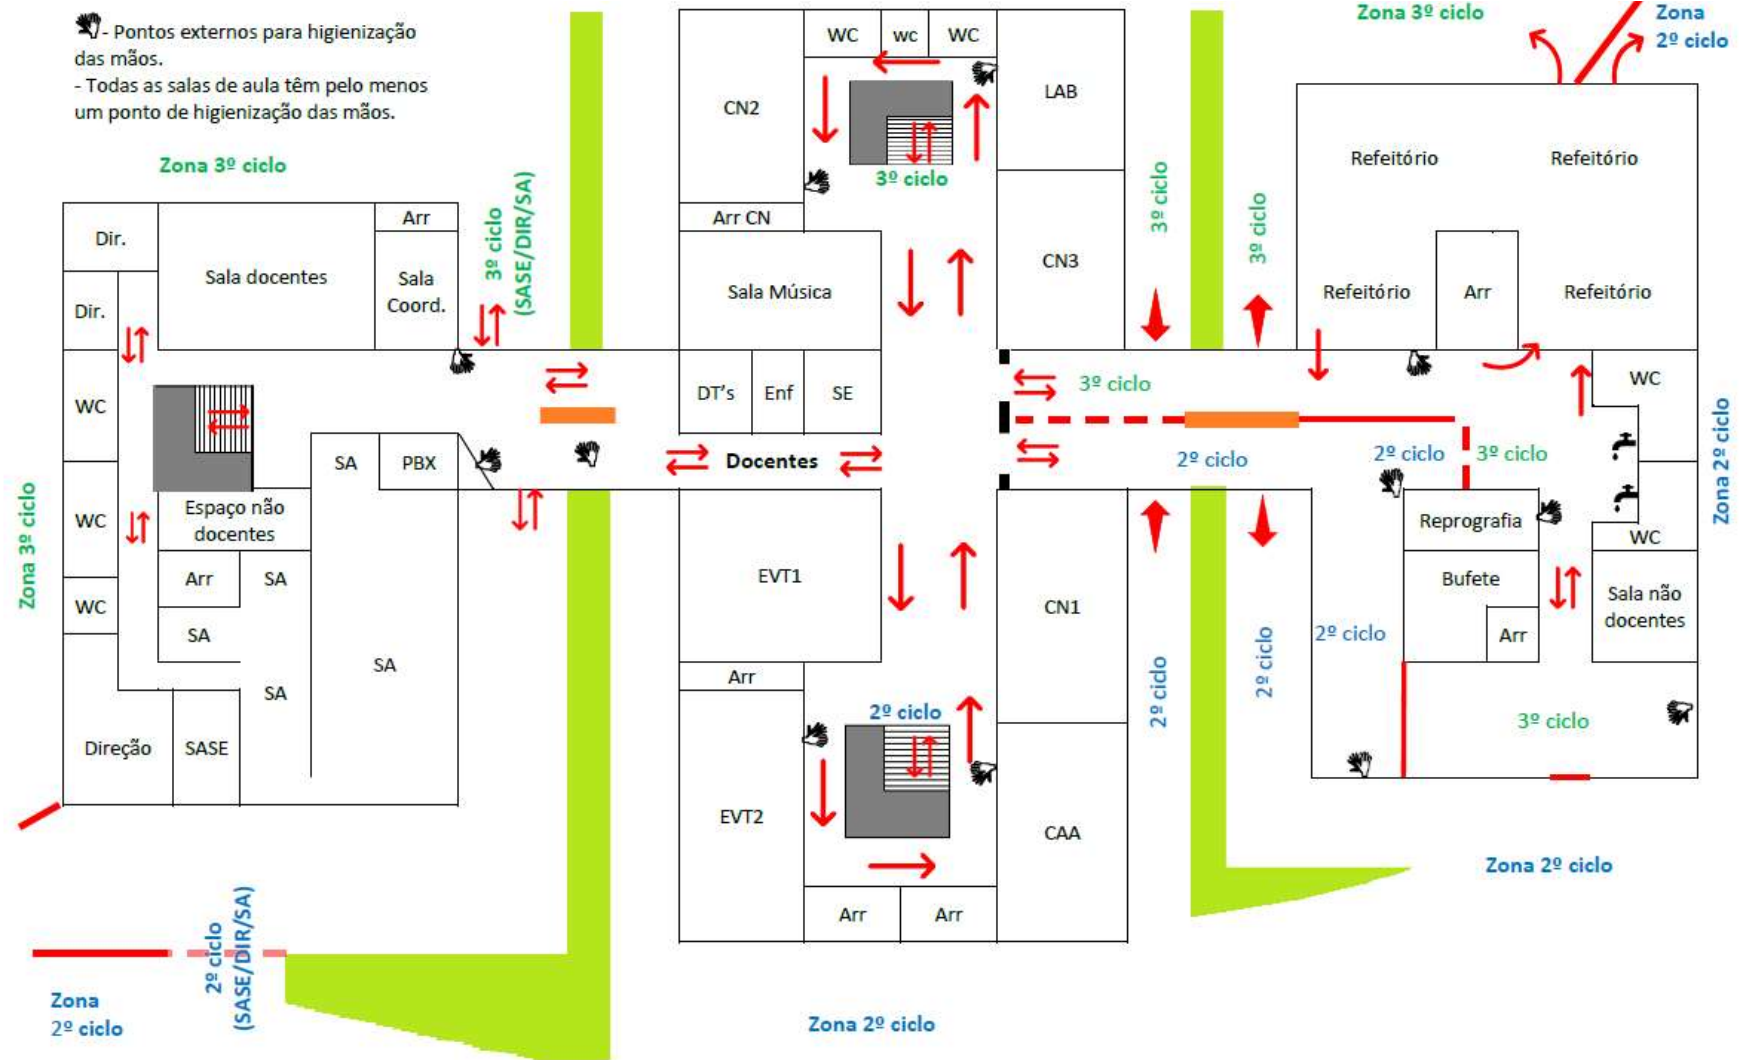 - Pontos externos para higienização
das mãos.
- Todas as salas de aula têm pelo menos
um ponto de higienização das mãos.
Zona 3º ciclo
Dir.
Sala docentes
Arr
Sala
Coord.
Dir.
3º ciclo
(SASE/DIR/SA)
WC
WC
WC
SA
PBX
Espaço não
docentes
Arr
SA
SA
SA
SA
Direção
SASE
Zona 3º ciclo
Zona
2º ciclo
2º ciclo
(SASE/DIR/SA)
WC
wc
WC
CN2
LAB
3º ciclo
Arr CN
Sala Música
CN3
DT's
Enf
SE
Docentes
EVT1
CN1
Arr
2º ciclo
EVT2
CAA
Arr
Arr
Zona 2º ciclo
3º ciclo
3º ciclo
3º ciclo
2º ciclo
2º ciclo
2º ciclo
Zona 3º ciclo
Zona
2º ciclo
Refeitório
Refeitório
Refeitório
Arr
Refeitório
WC
2º ciclo
3º ciclo
Reprografia
WC
Bufete
Sala não
docentes
2º ciclo
Arr
3º ciclo
Zona 2º ciclo
Zona 2º ciclo